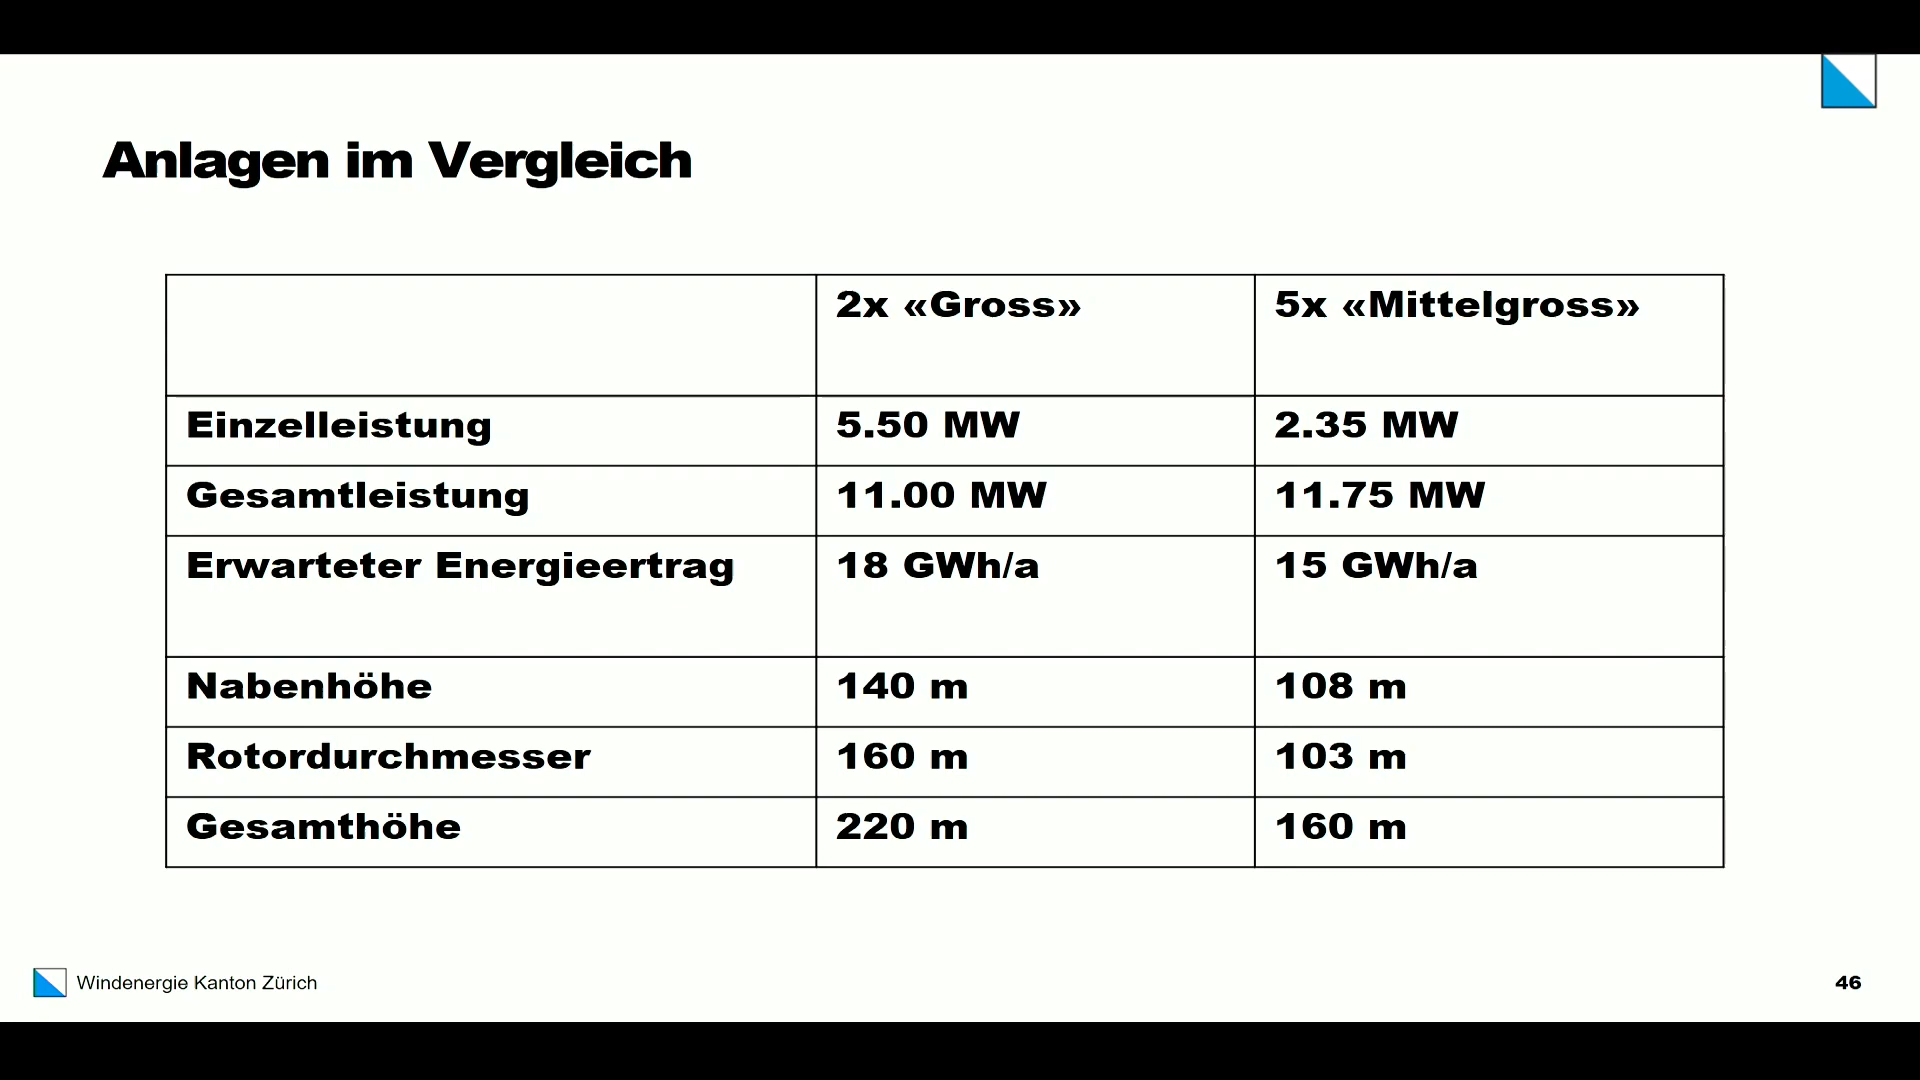 Anlagen im Vergleich
2x «Gross» 5x «Mittelgross»
Einzelleistung 5.50 MW 2.35 MW
Gesamtleistung 11.00 MW 11.75 MW
Erwarteter Energieertrag 18 GWh/a 15 GWh/a
Nabenhöhe 140 m 108 m
Rotordurchmesser 160 m 103 m
Gesamthöhe 220 m 160 m
Windenergie Kanton Zürich 46